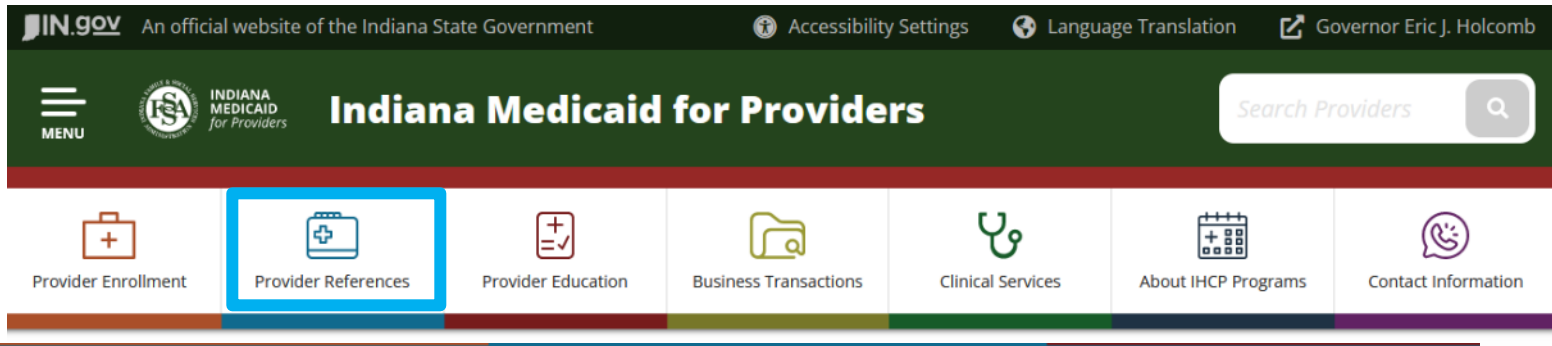 IN.gov An official website of the Indiana State Government Accessibility Settings Language Translation Governor Eric J. Holcomb
MENU
FSSA
INDIANA
MEDICAID
for Providers
Indiana Medicaid for Providers
Search Providers
Provider Enrollment Provider References Provider Education Business Transactions Clinical Services About IHCP Programs Contact Information